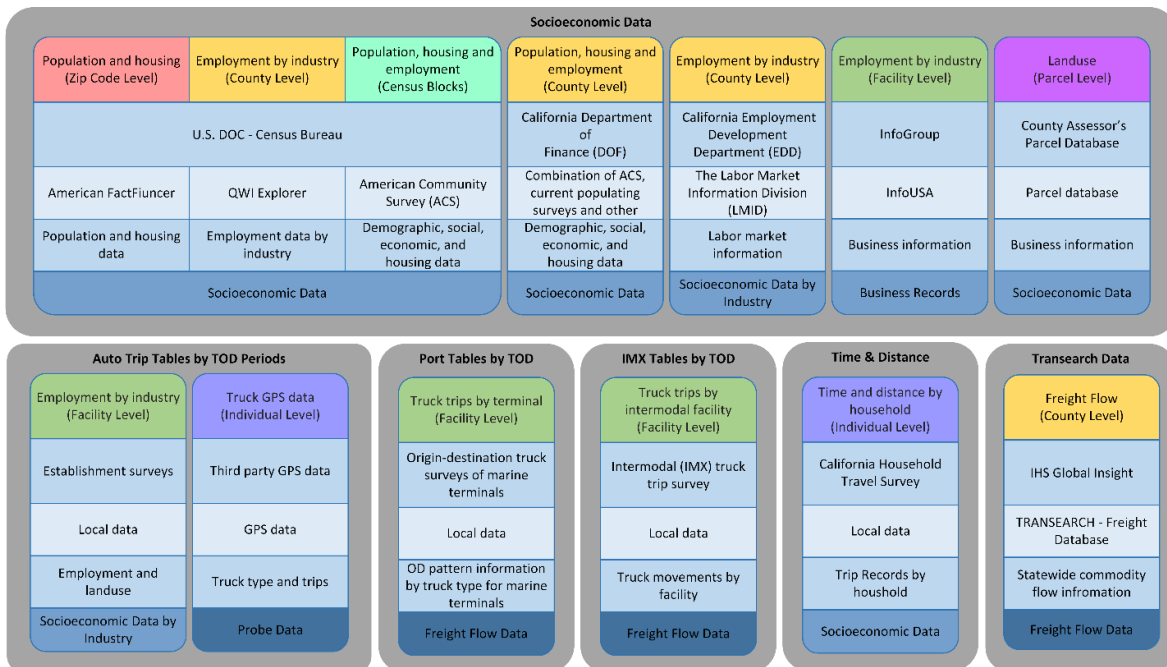 Socioeconomic Data
Population and housing
(Zip Code Level)
Employment by industry
(County Level)
Population, housing and
employment
(Census Blocks)
Population, housing and
employment
(County Level)
Employment by industry
(County Level)
Employment by industry
(Facility Level)
Landuse
(Parcel Level)
U.S. DOC - Census Bureau
California Department
of
Finance (DOF)
California Employment
Development
Department (EDD)
InfoGroup
County Assessor's
Parcel Database
American FactFiuncer
QWI Explorer
American Community
Survey (ACS)
Combination of ACS,
current populating
surveys and other
The Labor Market
Information Division
(LMID)
InfoUSA
Parcel database
Population and housing
data
Employment data by
industry
Demographic, social,
economic, and
housing data
Demographic, social,
economic, and
housing data
Labor market
information
Business information
Business information
Socioeconomic Data
Socioeconomic Data
Socioeconomic Data by
Industry
Business Records
Socioeconomic Data
Auto Trip Tables by TOD Periods
Employment by industry
(Facility Level)
Truck GPS data
(Individual Level)
Establishment surveys
Third party GPS data
Local data
GPS data
Employment and
landuse
Truck type and trips
Socioeconomic Data by
Industry
Probe Data
Port Tables by TOD
Truck trips by terminal
(Facility Level)
Origin-destination truck
surveys of marine
terminals
Local data
OD pattern information
by truck type for marine
terminals
Freight Flow Data
IMX Tables by TOD
Truck trips by
intermodal facility
(Facility Level)
Intermodal (IMX) truck
trip survey
Local data
Truck movements by
facility
Freight Flow Data
Time & Distance
Time and distance by
household
(Individual Level)
California Household
Travel Survey
Local data
Trip Records by
houshold
Socioeconomic Data
Transearch Data
Freight Flow
(County Level)
IHS Global Insight
TRANSEARCH - Freight
Database
Statewide commodity
flow infromation
Freight Flow Data